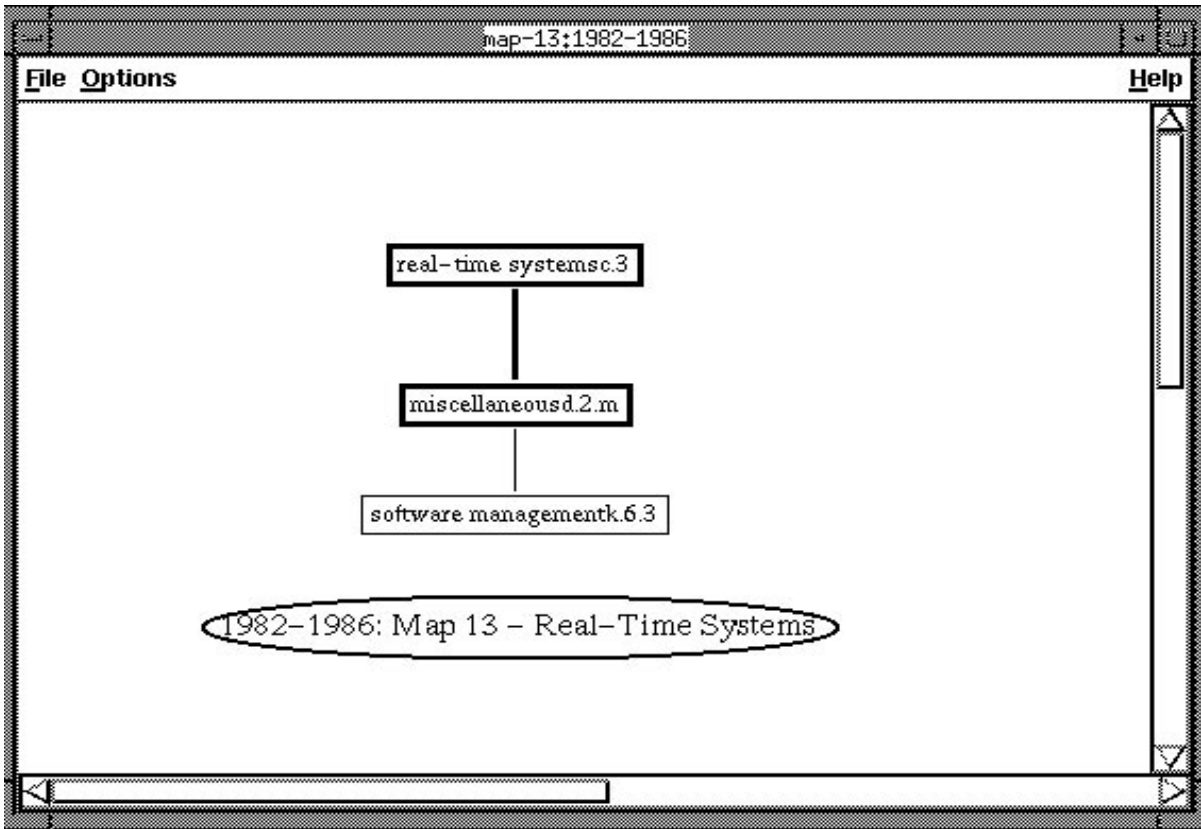 map-13:1982-1986
File Options Help
real-time systemsc.3
miscellaneousd.2.m
software managementk.6.3
1982-1986: Map 13 - Real-Time Systems